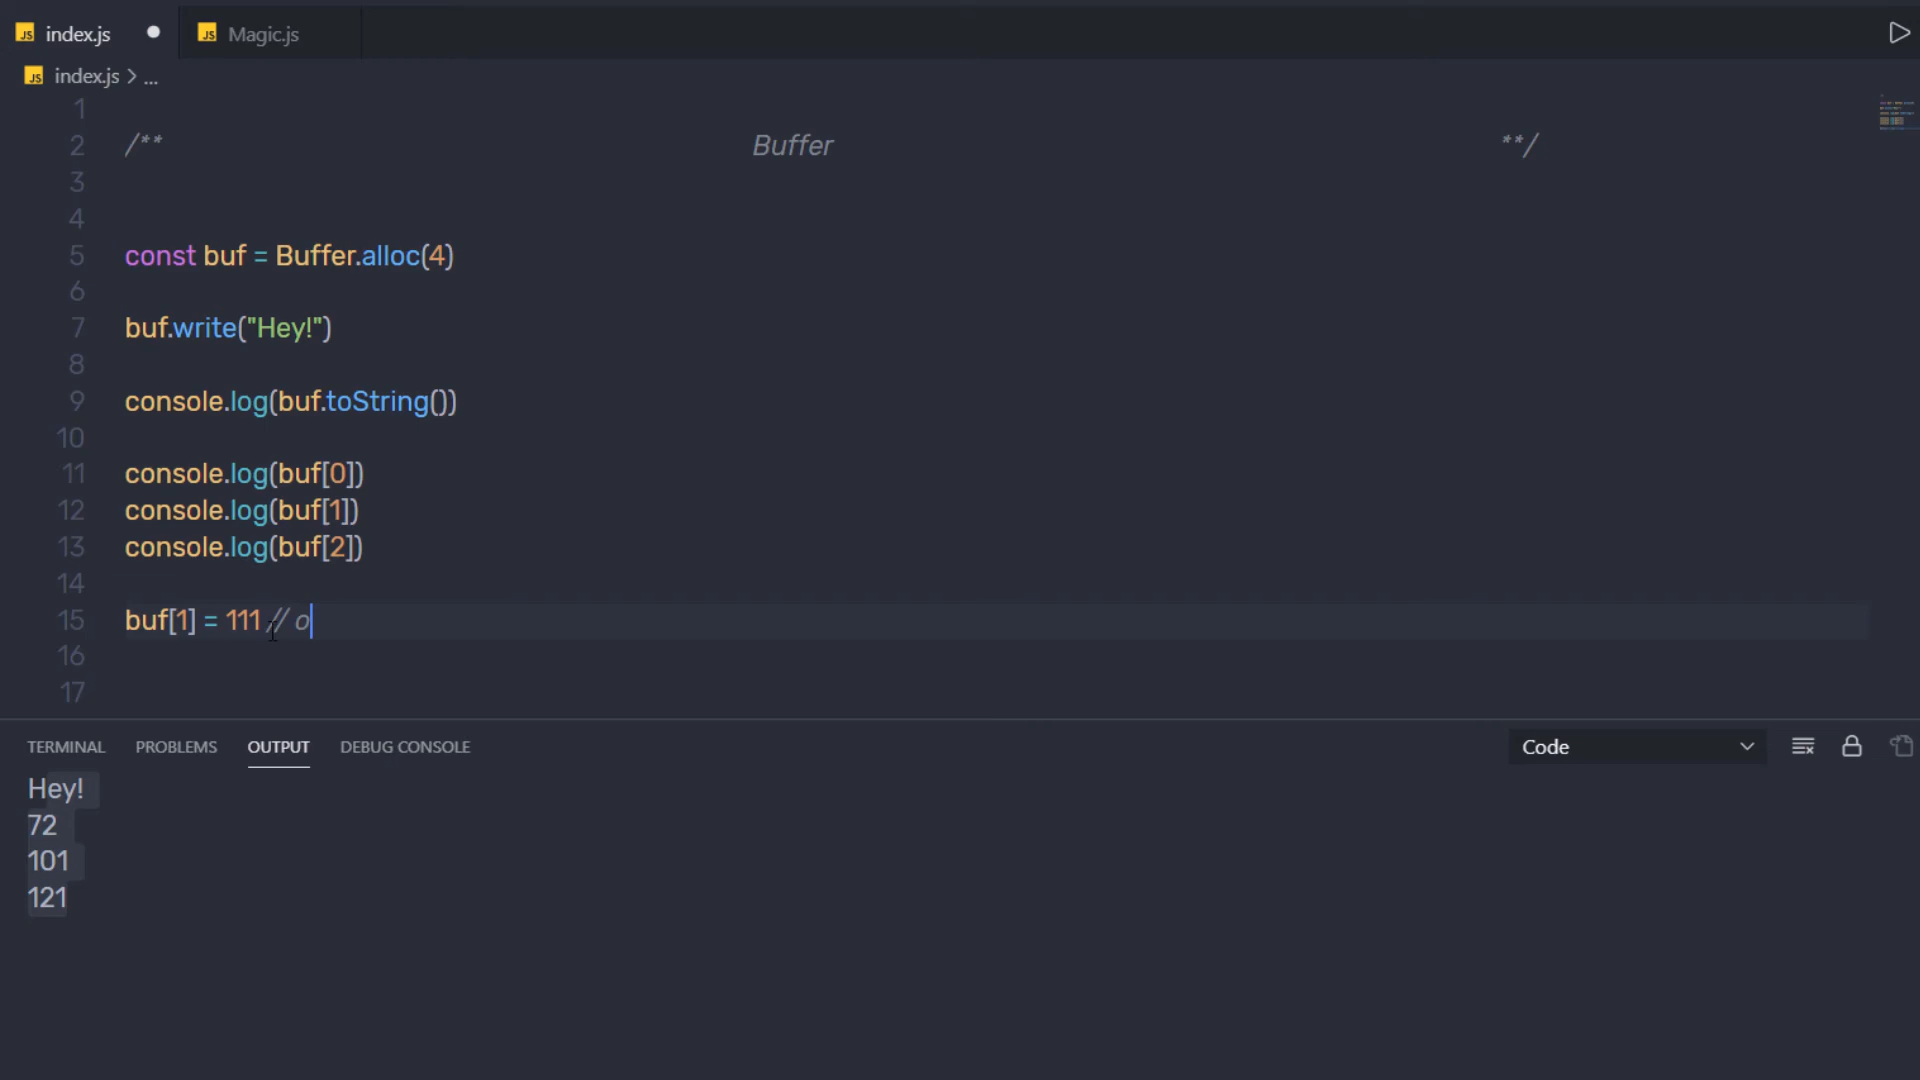 JS index.js
JS Magic.js
JS index.js > ...
1
2 /** Buffer **/
3
4
5 const buf = Buffer.alloc(4)
6
7 buf.write("Hey!")
8
9 console.log(buf.toString())
10
11 console.log(buf[0])
12 console.log(buf[1])
13 console.log(buf[2])
14
15 buf[1] = 111 // o
16
17
TERMINAL PROBLEMS OUTPUT DEBUG CONSOLE Code
Hey!
72
101
121